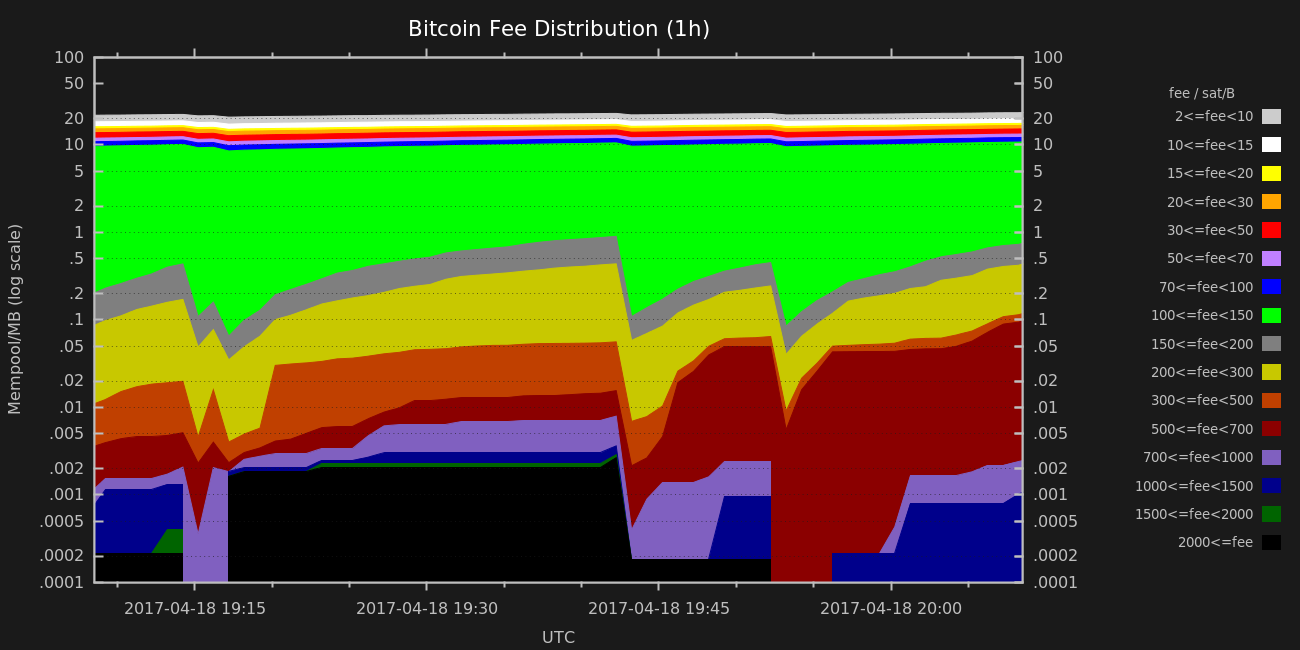 Bitcoin Fee Distribution (1h)
Mempool/MB (log scale)
100
50
20
10
5
2
1
.5
.2
.1
.05
.02
.01
.005
.002
.001
.0005
.0002
.0001
100
50
20
10
5
2
1
.5
.2
.1
.05
.02
.01
.005
.002
.001
.0005
.0002
.0001
2017-04-18 19:15
2017-04-18 19:30
2017-04-18 19:45
2017-04-18 20:00
UTC
fee / sat/B
2<=fee<10
10<=fee<15
15<=fee<20
20<=fee<30
30<=fee<50
50<=fee<70
70<=fee<100
100<=fee<150
150<=fee<200
200<=fee<300
300<=fee<500
500<=fee<700
700<=fee<1000
1000<=fee<1500
1500<=fee<2000
2000<=fee